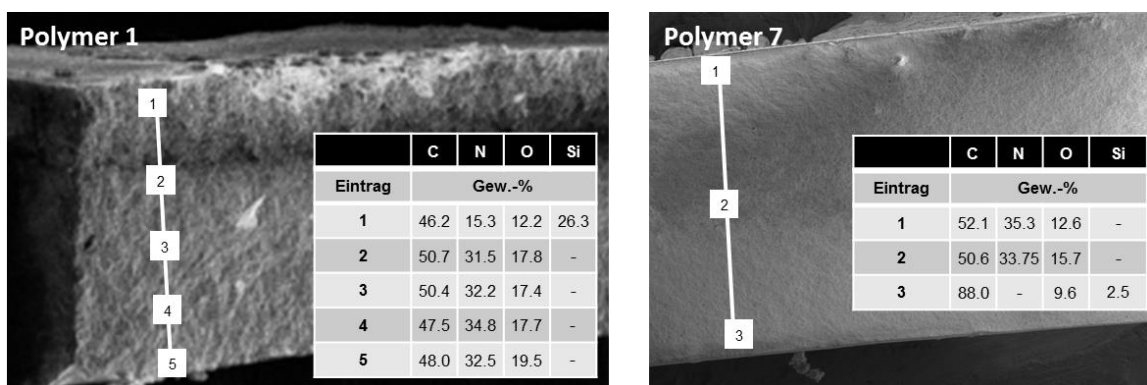 Polymer 1
1
2
3
4
5
C N O Si
Eintrag Gew.-%
1 46.2 15.3 12.2 26.3
2 50.7 31.5 17.8 -
3 50.4 32.2 17.4 -
4 47.5 34.8 17.7 -
5 48.0 32.5 19.5 -
Polymer 7
1
2
3
C N O Si
Eintrag Gew.-%
1 52.1 35.3 12.6 -
2 50.6 33.75 15.7 -
3 88.0 - 9.6 2.5